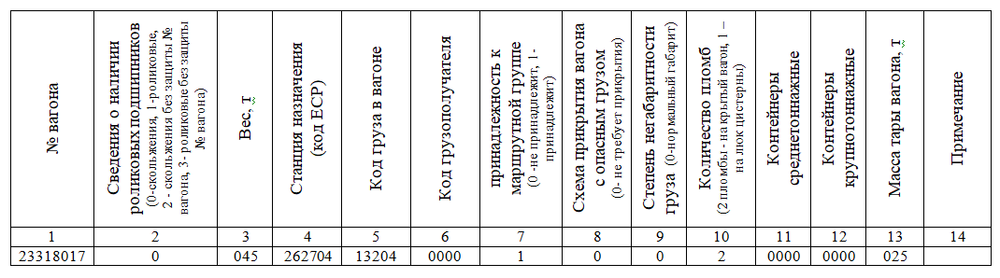 № вагона
Сведения о наличии
роликовых подшипников
(0-скольжения, 1-роликовые,
2 - скольжения без защиты №
вагона, 3- роликовые без защиты
№ вагона)
Вес, т
Станция назначения
(код ЕСР)
Код груза в вагоне
Код грузополучателя
принадлежность к
маршрутной группе
(0 -не принадлежит, 1-
принадлежит)
Схема прикрытия вагона
с опасным грузом
(0- не требует прикрытия)
Степень негабаритности
груза (0-нормальный габарит)
Количество пломб
(2 пломбы - на крытый вагон, 1 –
на люк цистерны)
Контейнеры
среднетоннажные
Контейнеры
крупнотоннажные
Масса тары вагона, т
Примечание
1 2 3 4 5 6 7 8 9 10 11 12 13 14
23318017 0 045 262704 13204 0000 1 0 0 2 0000 0000 025